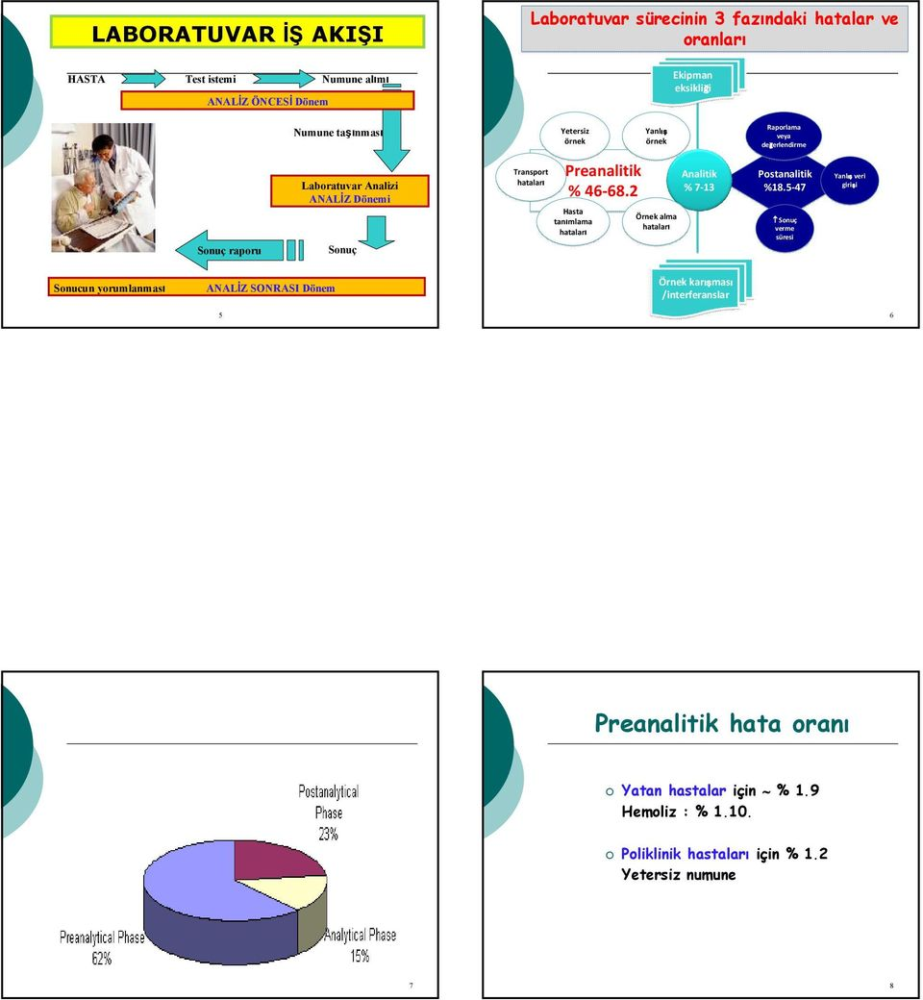 LABORATUVAR İŞ AKIŞI
HASTA Test istemi Numune alımı
ANALİZ ÖNCESİ Dönem
Numune taşınması
Laboratuvar Analizi
ANALİZ Dönemi
Sonuç raporu Sonuç
Sonucun yorumlanması ANALİZ SONRASI Dönem
5
Laboratuvar sürecinin 3 fazındaki hatalar ve
oranları
Ekipman
eksikliği
Yetersiz
örnek
Yanlış
örnek
Raporlama
veya
değerlendirme
Transport
hataları
Preanalitik
% 46-68.2
Analitik
% 7-13
Postanalitik
%18.5-47
Yanlış veri
girişi
Hasta
tanımlama
hataları
Örnek alma
hataları
↑Sonuç
verme
süresi
Örnek karışması
/interferanslar
6
Postanalytical
Phase
23%
Preanalytical Phase
62%
Analytical Phase
15%
7
Preanalitik hata oranı
Yatan hastalar için ~ % 1.9
Hemoliz : % 1.10.
Poliklinik hastaları için % 1.2
Yetersiz numune
8